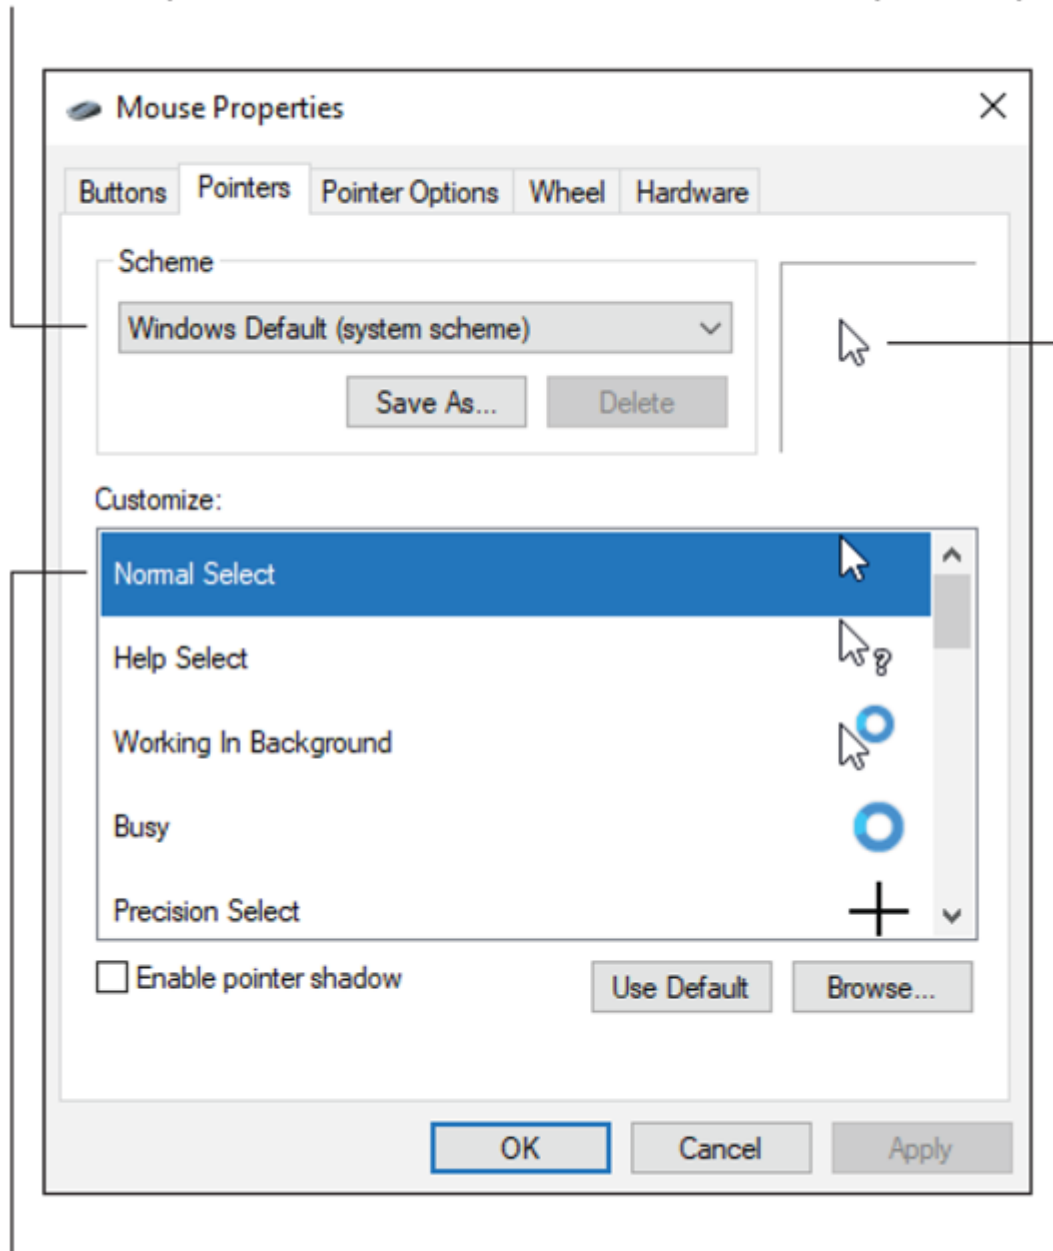 Mouse Properties
Buttons Pointers Pointer Options Wheel Hardware
Scheme
Windows Default (system scheme)
Save As... Delete
Customize:
Normal Select
Help Select
Working In Background
Busy
Precision Select
Enable pointer shadow Use Default Browse...
OK Cancel Apply